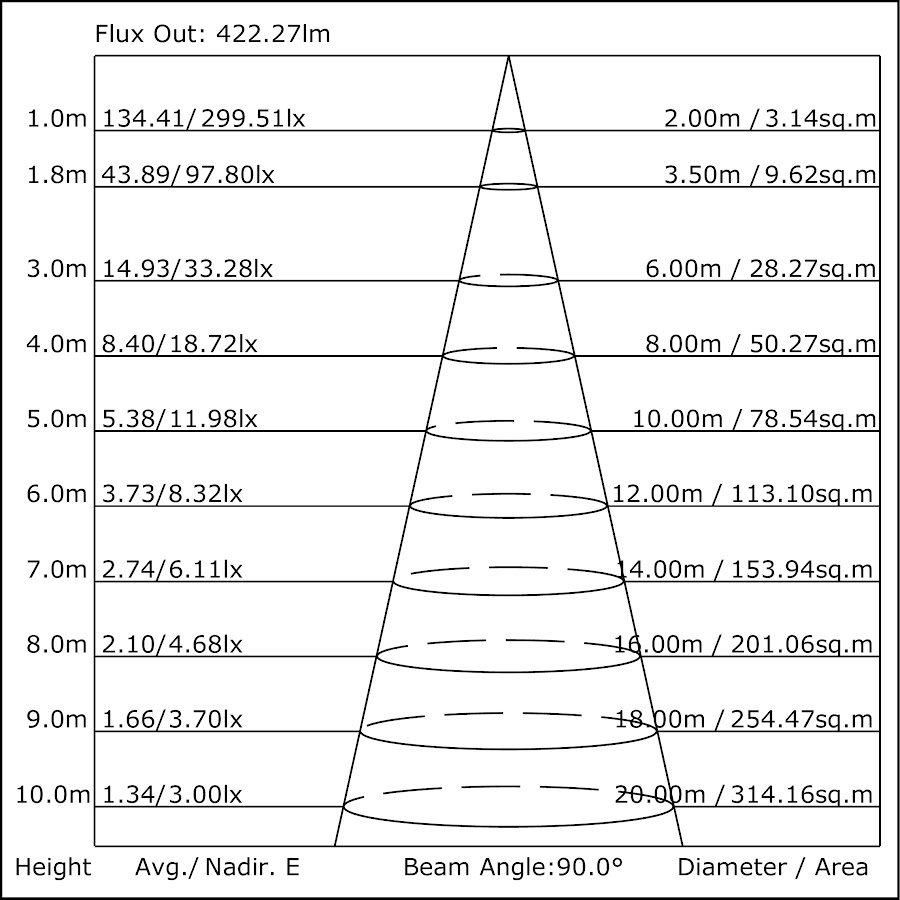 Flux Out: 422.27lm
1.0m 134.41/299.51lx 2.00m / 3.14sq.m
1.8m 43.89/97.80lx 3.50m / 9.62sq.m
3.0m 14.93/33.28lx 6.00m / 28.27sq.m
4.0m 8.40/18.72lx 8.00m / 50.27sq.m
5.0m 5.38/11.98lx 10.00m / 78.54sq.m
6.0m 3.73/8.32lx 12.00m / 113.10sq.m
7.0m 2.74/6.11lx 14.00m / 153.94sq.m
8.0m 2.10/4.68lx 16.00m / 201.06sq.m
9.0m 1.66/3.70lx 18.00m / 254.47sq.m
10.0m 1.34/3.00lx 20.00m / 314.16sq.m
Height Avg./ Nadir. E Beam Angle:90.0° Diameter / Area